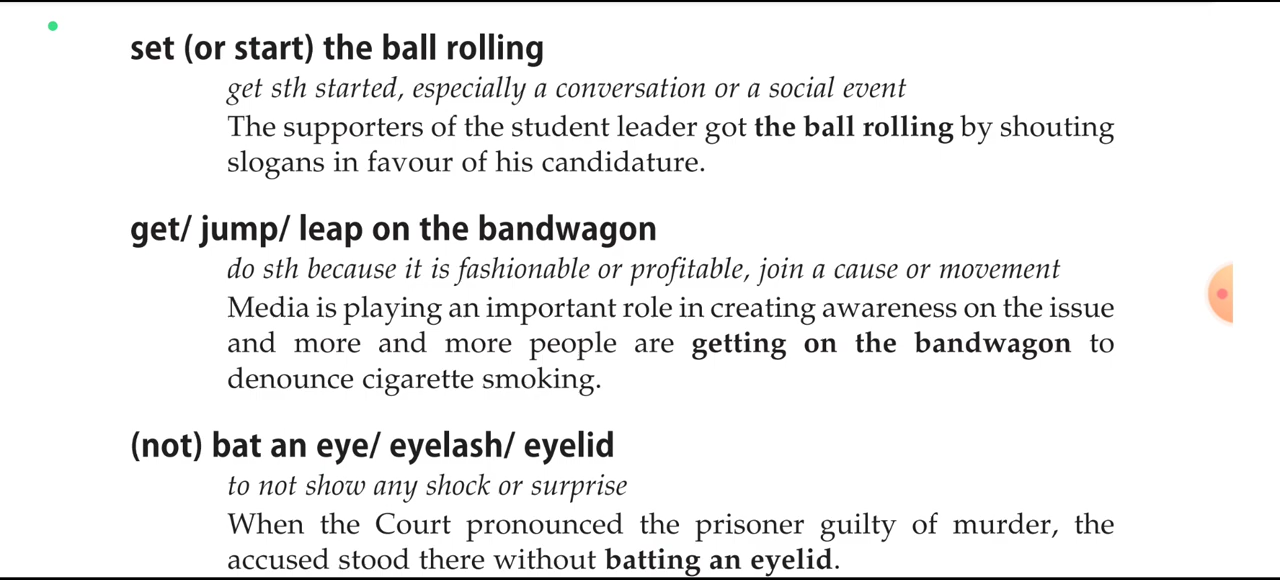 set (or start) the ball rolling
get sth started, especially a conversation or a social event
The supporters of the student leader got the ball rolling by shouting
slogans in favour of his candidature.
get/ jump/ leap on the bandwagon
do sth because it is fashionable or profitable, join a cause or movement
Media is playing an important role in creating awareness on the issue
and more and more people are getting on the bandwagon to
denounce cigarette smoking.
(not) bat an eye/ eyelash/ eyelid
to not show any shock or surprise
When the Court pronounced the prisoner guilty of murder, the
accused stood there without batting an eyelid.